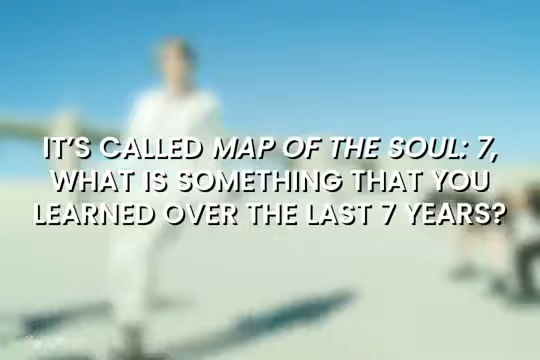 IT'S CALLED MAP OF THE SOUL: 7,
WHAT IS SOMETHING THAT YOU
LEARNED OVER THE LAST 7 YEARS?